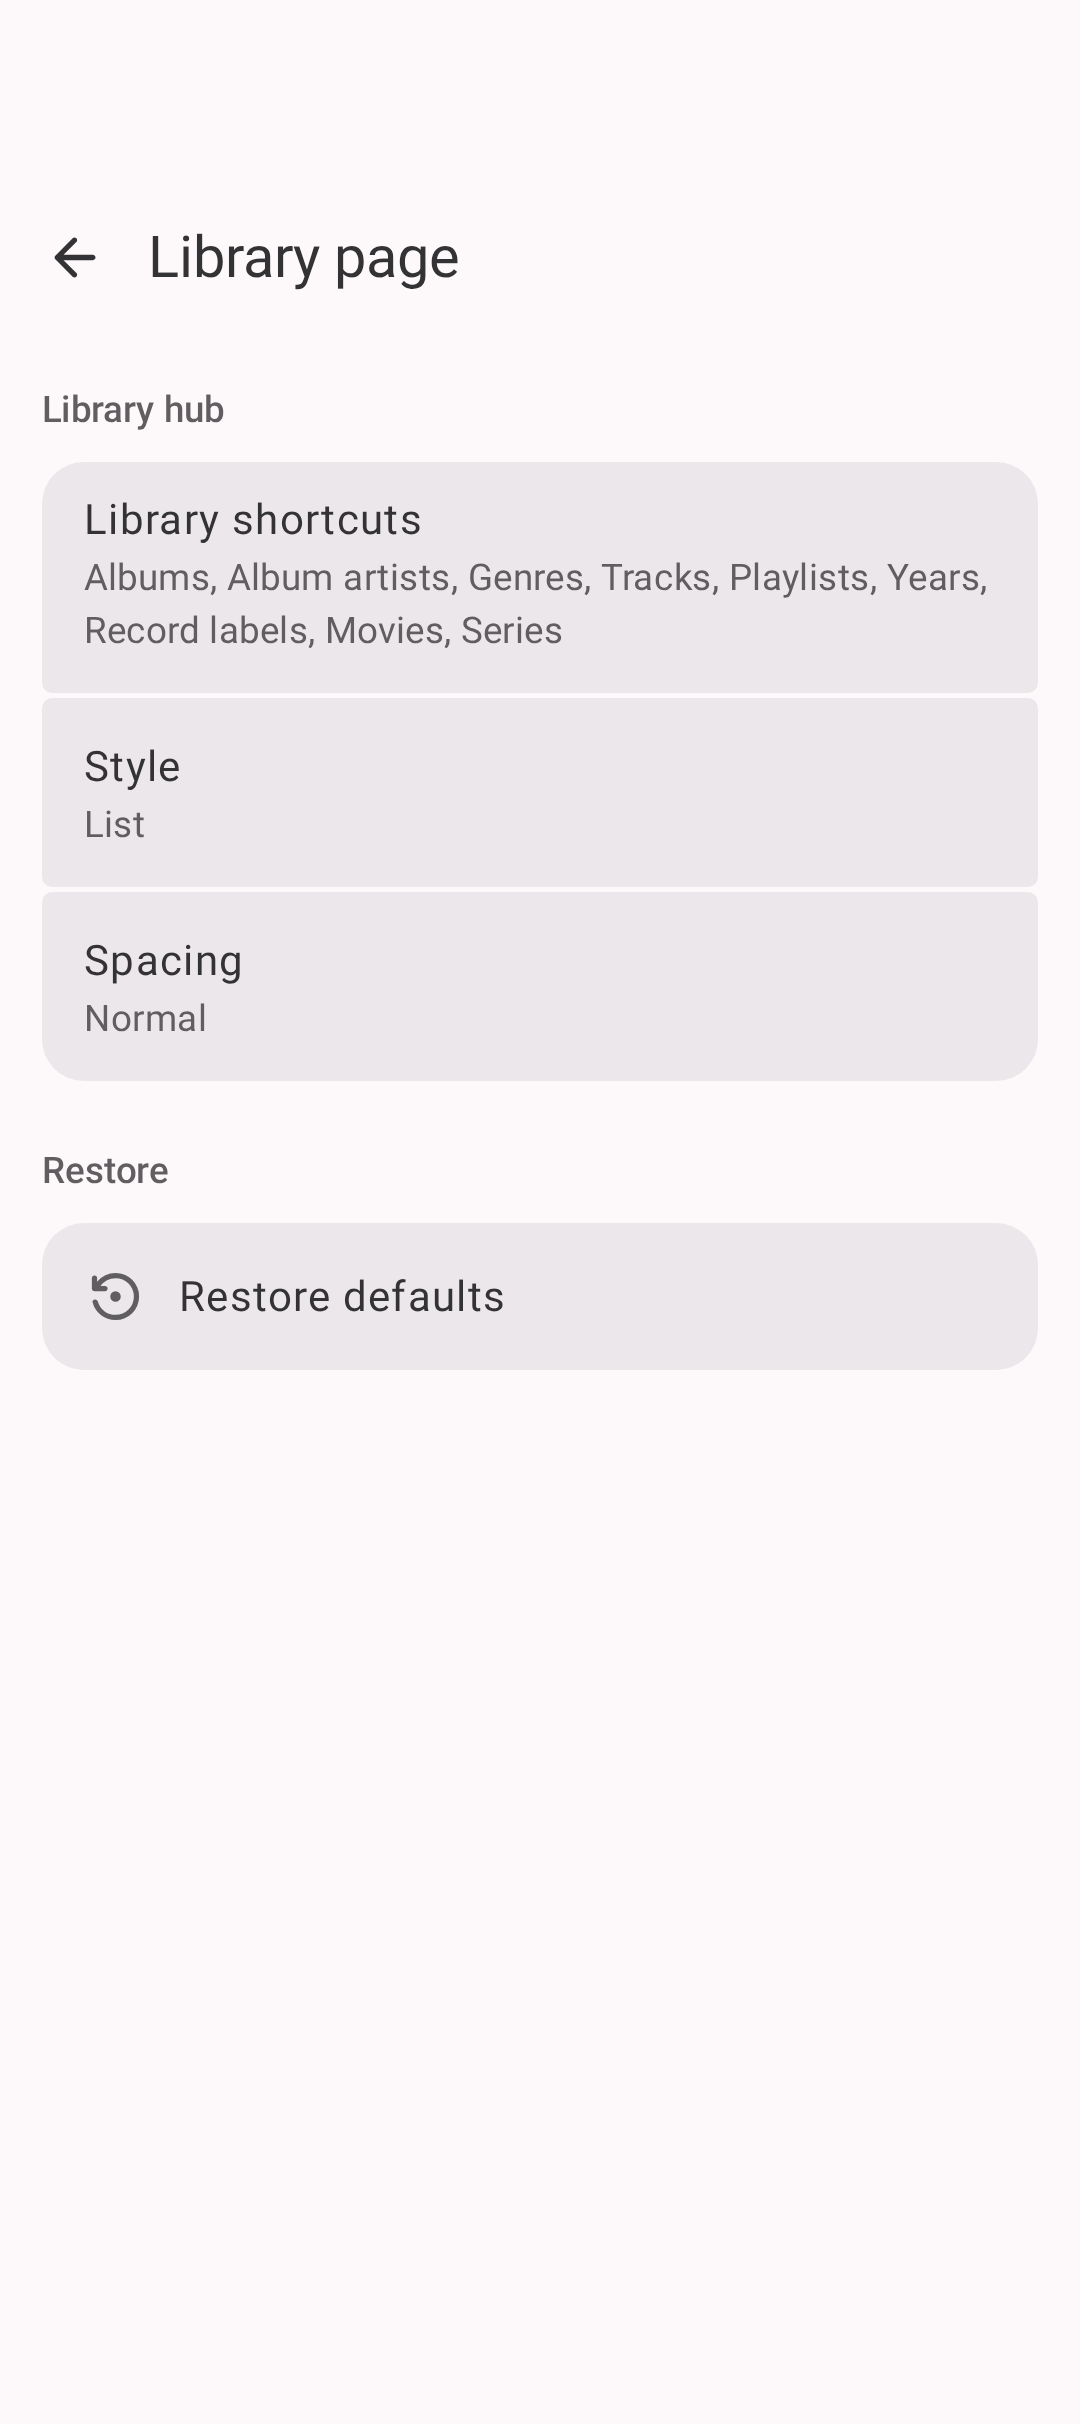 Library page
Library hub
Library shortcuts
Albums, Album artists, Genres, Tracks, Playlists, Years,
Record labels, Movies, Series
Style
List
Spacing
Normal
Restore
Restore defaults